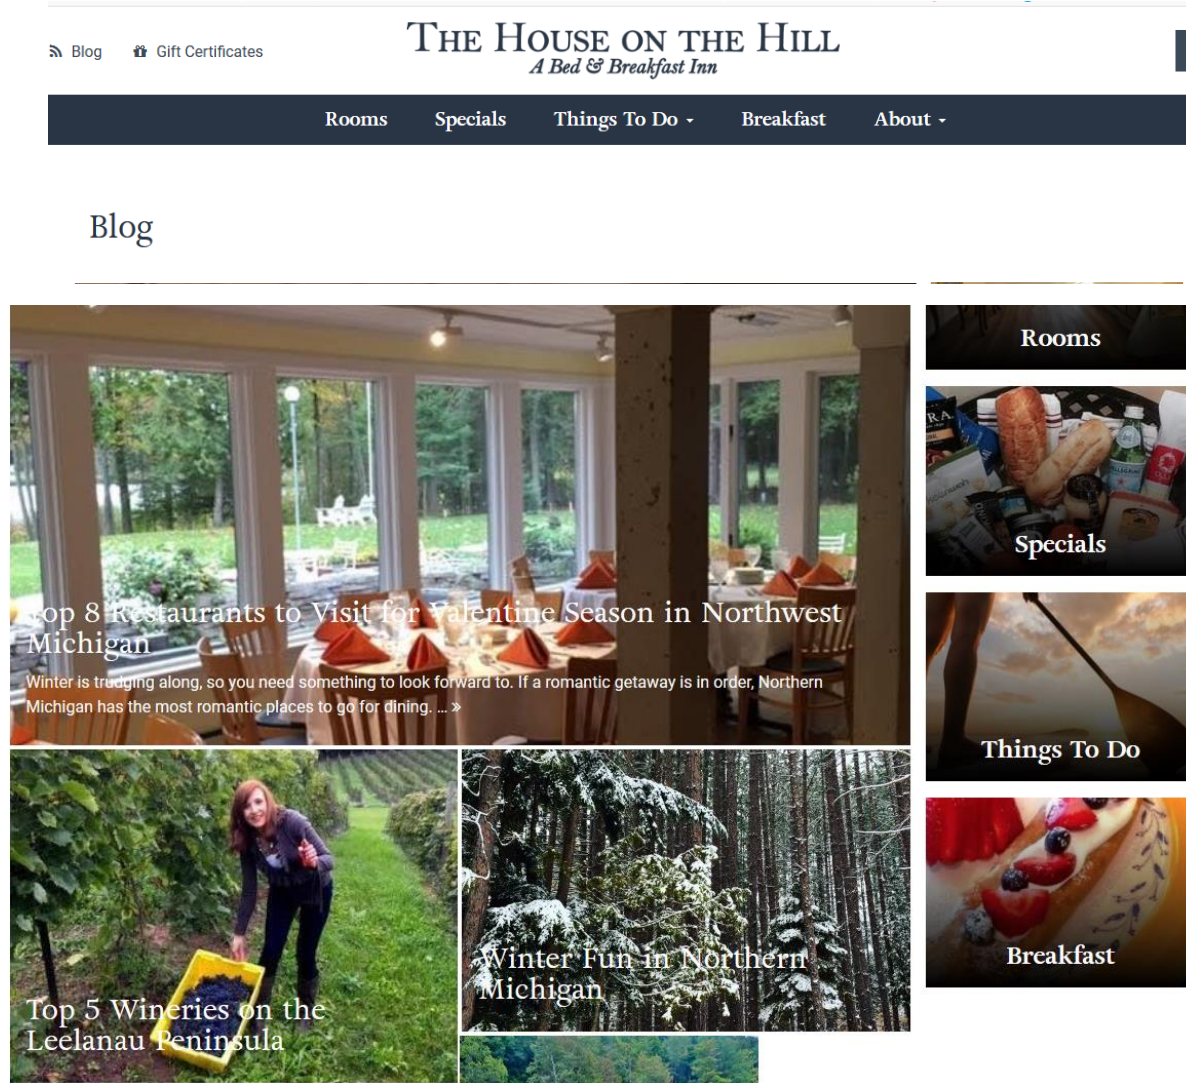 Blog
Gift Certificates
The House on the Hill
A Bed & Breakfast Inn
Rooms
Specials
Things To Do
Breakfast
About
Blog
Top 8 Restaurants to Visit for Valentine Season in Northwest
Michigan
Winter is trudging along, so you need something to look forward to. If a romantic getaway is in order, Northern
Michigan has the most romantic places to go for dining. ... »
Top 5 Wineries on the
Leelanau Peninsula
Winter Fun in Northern
Michigan
Rooms
Specials
Things To Do
Breakfast